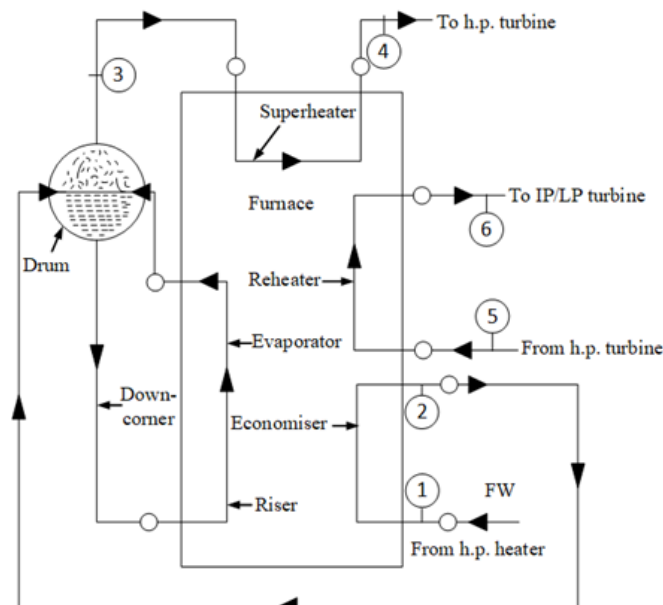 To h.p. turbine
4
3
Superheater
Furnace
To IP/LP turbine
6
Drum
Reheater
5
Evaporator
From h.p. turbine
Down-
corner
Economiser
2
1
FW
Riser
From h.p. heater